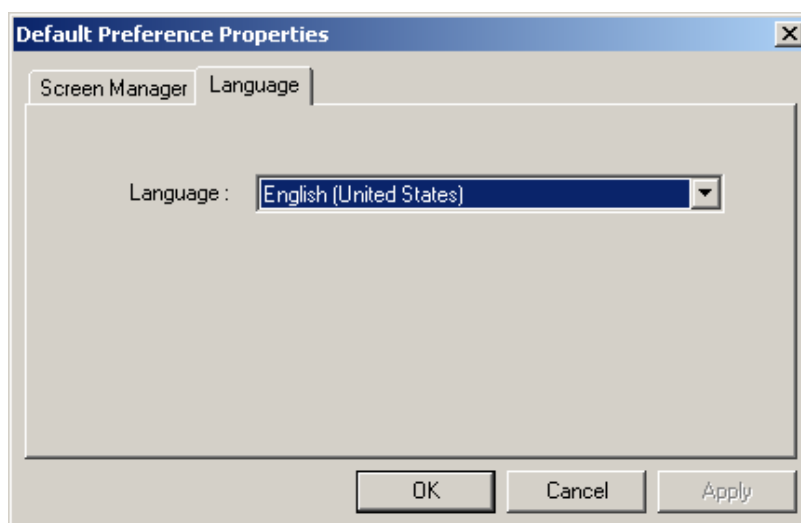 Default Preference Properties
Screen Manager Language
Language : English (United States)
OK Cancel Apply